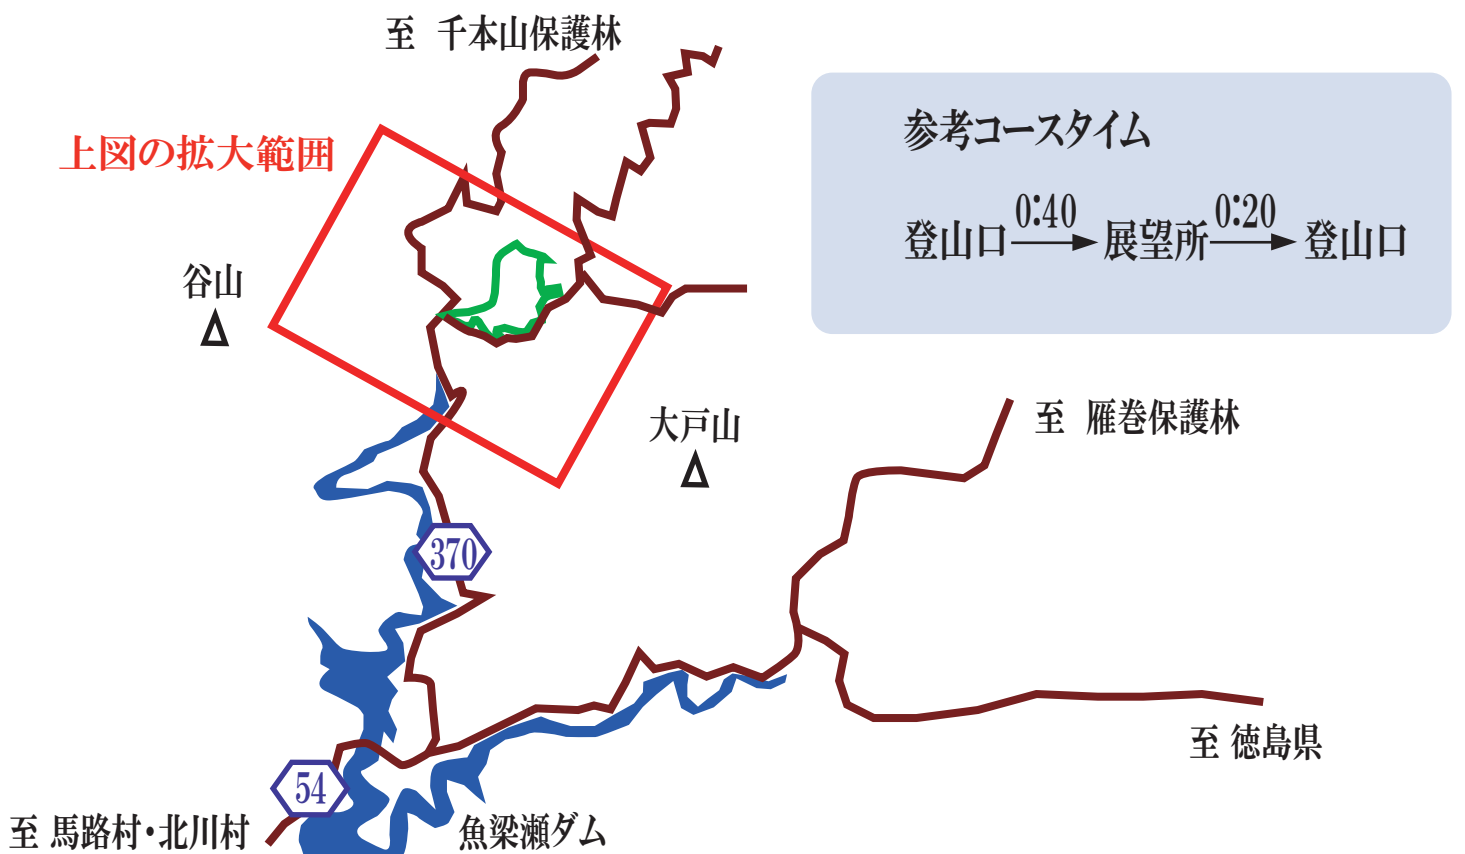 至 千本山保護林
上図の拡大範囲
参考コースタイム
登山口 0:40 展望所 0:20 登山口
谷山
大戸山
至 雁巻保護林
370
至 徳島県
54
至 馬路村・北川村
魚梁瀬ダム